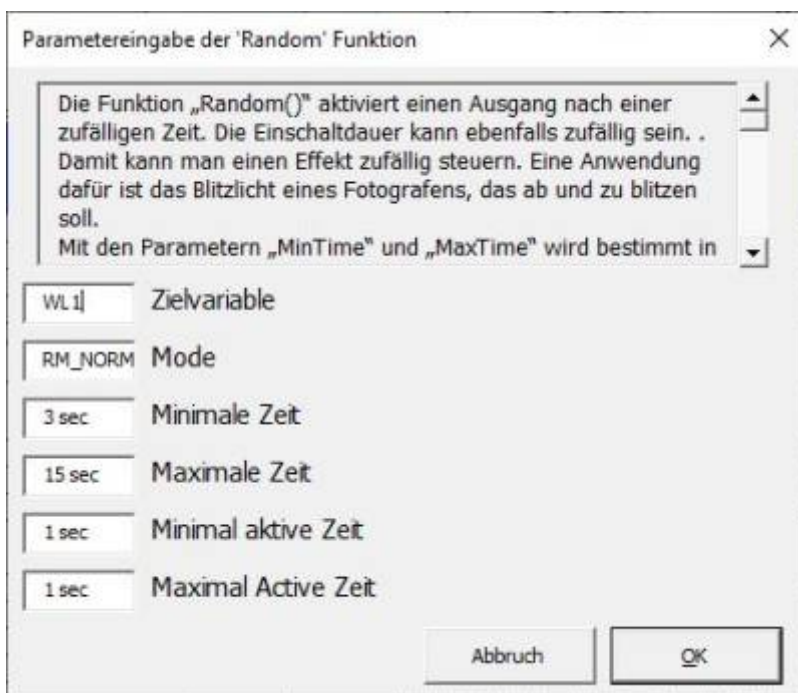 Parametereingabe der 'Random' Funktion
Die Funktion „Random()" aktiviert einen Ausgang nach einer
zufälligen Zeit. Die Einschaltdauer kann ebenfalls zufällig sein. .
Damit kann man einen Effekt zufällig steuern. Eine Anwendung
dafür ist das Blitzlicht eines Fotografens, das ab und zu blitzen
soll.
Mit den Parametern „MinTime" und „MaxTime" wird bestimmt in
WL1 Zielvariable
RM_NORM Mode
3 sec Minimale Zeit
15 sec Maximale Zeit
1 sec Minimal aktive Zeit
1 sec Maximal Active Zeit
Abbruch OK